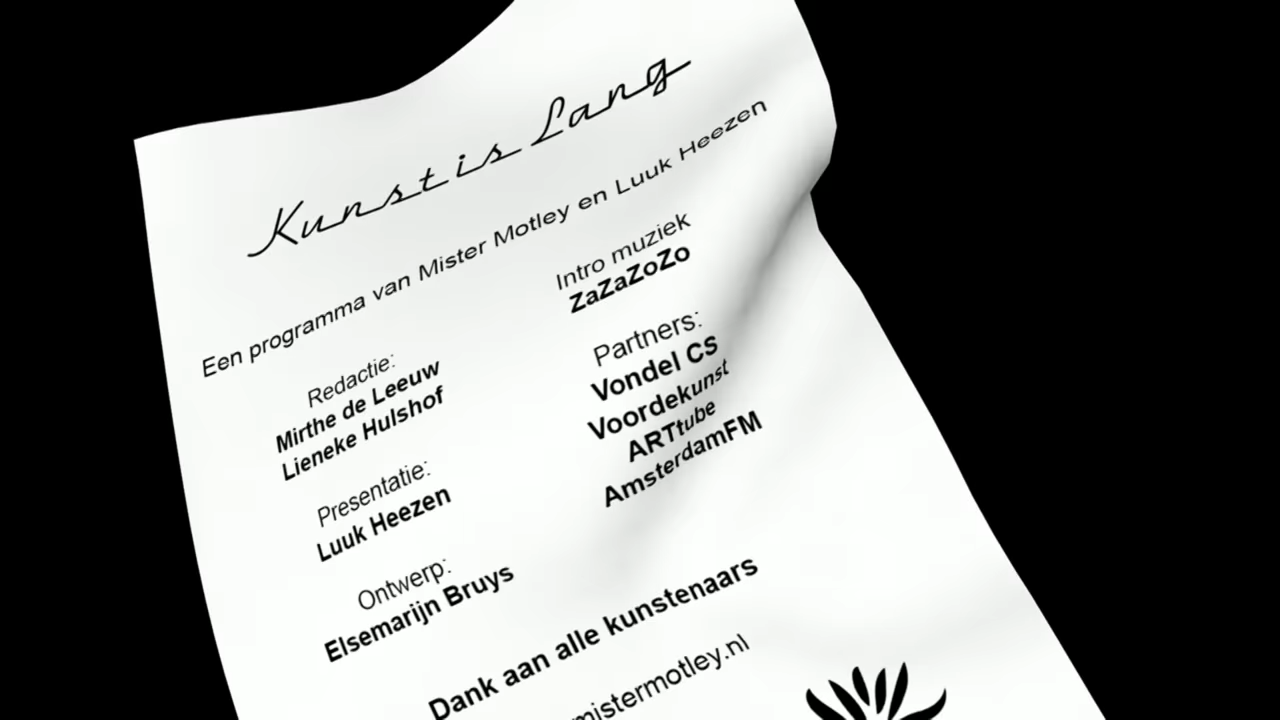 Kunst is Lang
Een programma van Mister Motley en Luuk Heezen
Redactie:
Mirthe de Leeuw
Lieneke Hulshof
Presentatie:
Luuk Heezen
Ontwerp:
Elsemarijn Bruys
Intro muziek
ZaZaZoZo
Partners:
Vondel CS
Voordekunst
ARTtube
AmsterdamFM
Dank aan alle kunstenaars
mistermotley.nl